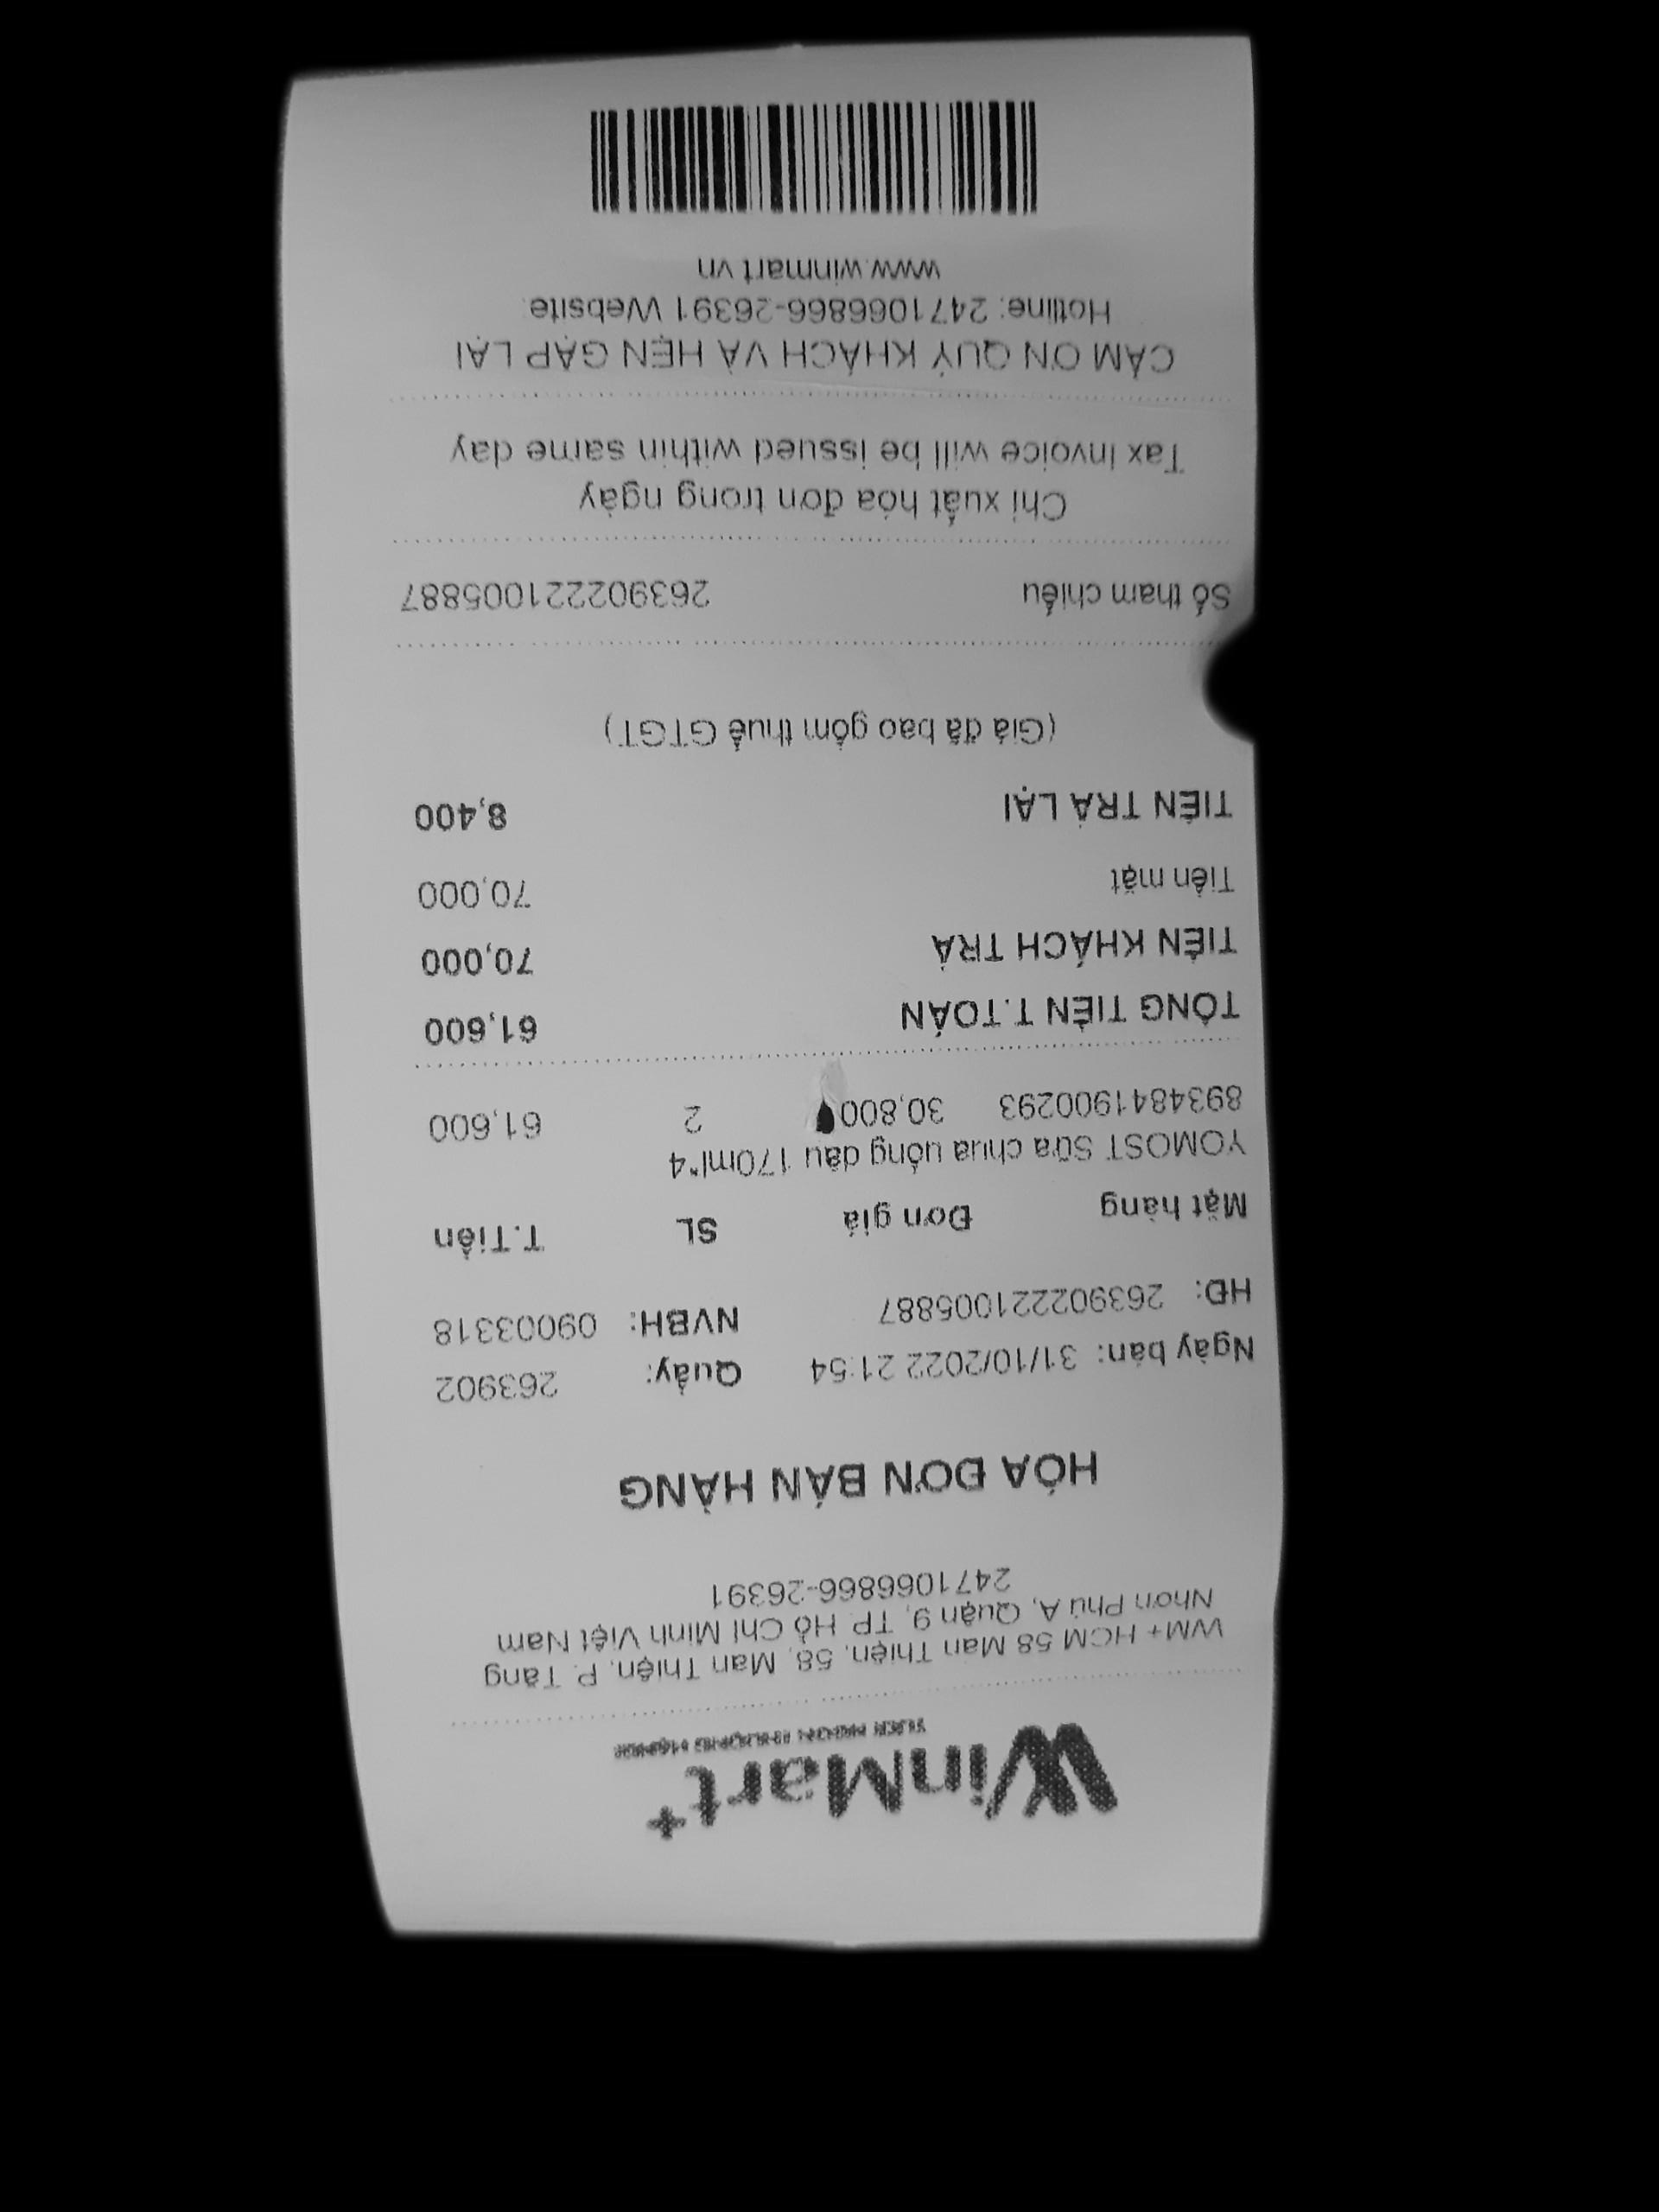 WinMart+
WM+ HCM 58 Man Thiện, 58, Man Thiện, P. Tăng
Nhơn Phú A, Quận 9, TP. Hồ Chí Minh Việt Nam
2471066866-26391
HÓA ĐƠN BÁN HÀNG
Ngày bán: 31/10/2022 21:54 Quầy: 263902
HĐ: 263902221005887 NVBH: 09003318
Mặt hàng Đơn giá SL T.Tiền
YOMOST Sữa chua uống dâu 170ml*4
8934841900293 30,800 2 61,600
TỔNG TIỀN T.TOÁN 61,600
TIỀN KHÁCH TRẢ 70,000
Tiền mặt 70,000
TIỀN TRẢ LẠI 8,400
(Giá đã bao gồm thuế GTGT)
Số tham chiếu 263902221005887
Chỉ xuất hóa đơn trong ngày
Tax invoice will be issued within same day
CẢM ƠN QUÝ KHÁCH VÀ HẸN GẶP LẠI
Hotline: 2471066866-26391 Website:
www.winmart.vn